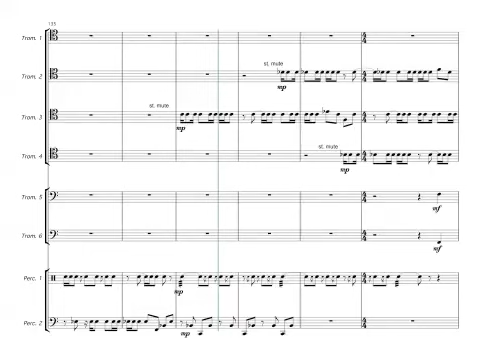 135
Trom. 1
Trom. 2
st. mute
mp
Trom. 3
st. mute
mp
Trom. 4
st. mute
mp
Trom. 5
mf
Trom. 6
mf
Perc. 1
mp
Perc. 2
mp